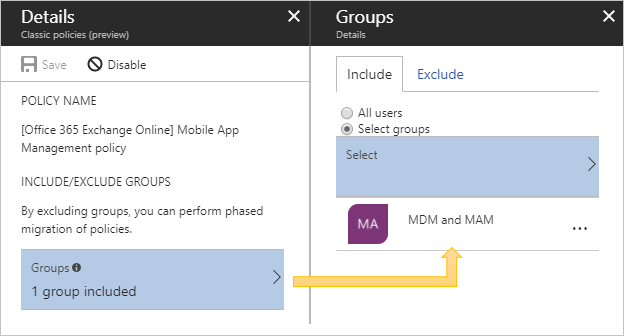 Details
Classic policies (preview)
Save
Disable
POLICY NAME
[Office 365 Exchange Online] Mobile App
Management policy
INCLUDE/EXCLUDE GROUPS
By excluding groups, you can perform phased
migration of policies.
Groups
1 group included
Groups
Details
Include
Exclude
All users
Select groups
Select
MA
MDM and MAM